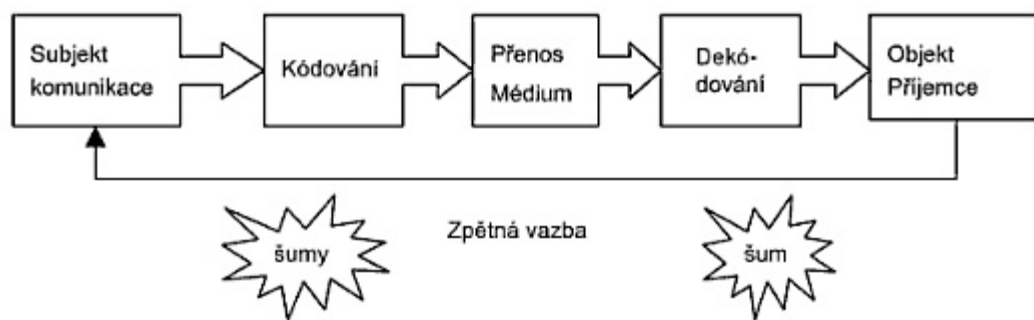 Subjekt
komunikace
Kódování
Přenos
Médium
Dekó-
dování
Objekt
Příjemce
Zpětná vazba
šumy
šum